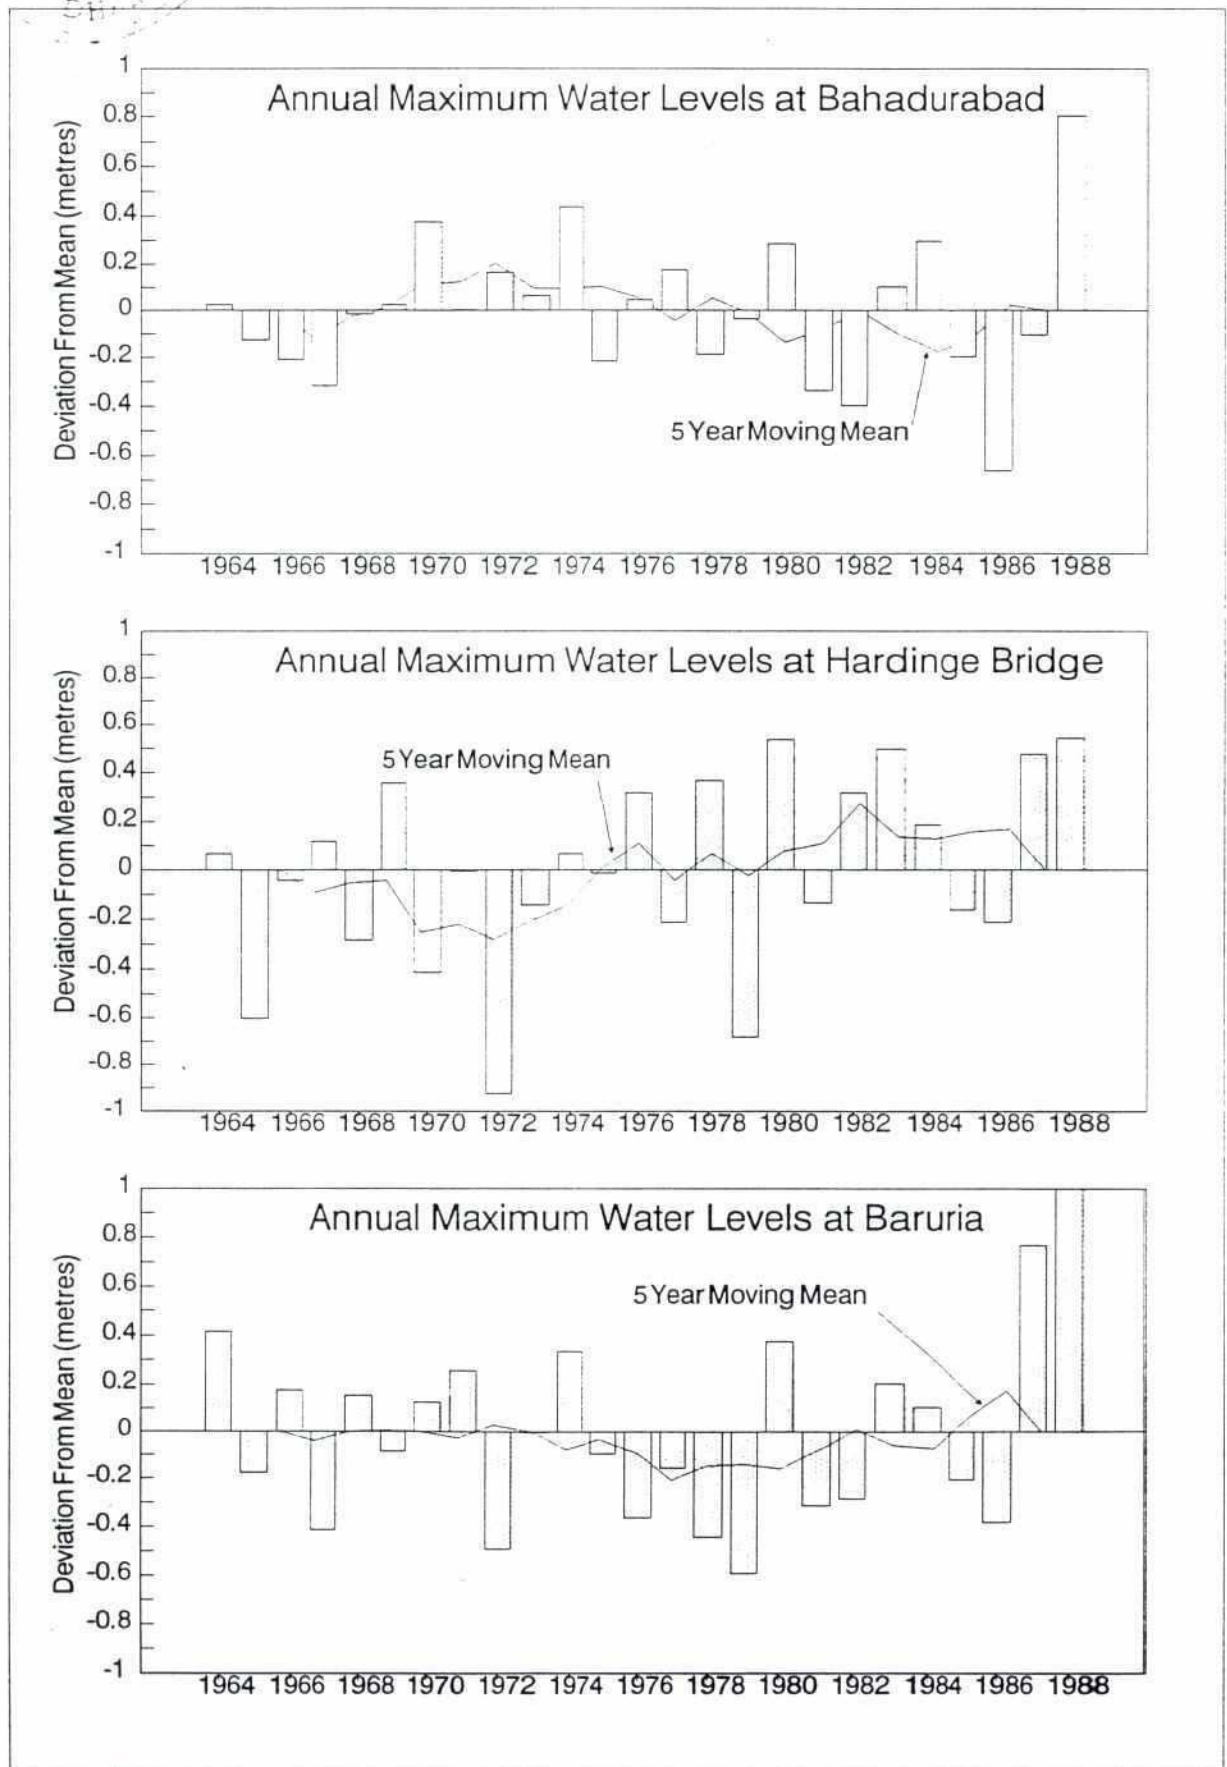 Annual Maximum Water Levels at Bahadurabad
Deviation From Mean (metres)
1
0.8
0.6
0.4
0.2
0
-0.2
-0.4
-0.6
-0.8
-1
5 Year Moving Mean
1964 1966 1968 1970 1972 1974 1976 1978 1980 1982 1984 1986 1988
Annual Maximum Water Levels at Hardinge Bridge
Deviation From Mean (metres)
1
0.8
0.6
0.4
0.2
0
-0.2
-0.4
-0.6
-0.8
-1
5 Year Moving Mean
1964 1966 1968 1970 1972 1974 1976 1978 1980 1982 1984 1986 1988
Annual Maximum Water Levels at Baruria
Deviation From Mean (metres)
1
0.8
0.6
0.4
0.2
0
-0.2
-0.4
-0.6
-0.8
-1
5 Year Moving Mean
1964 1966 1968 1970 1972 1974 1976 1978 1980 1982 1984 1986 1988